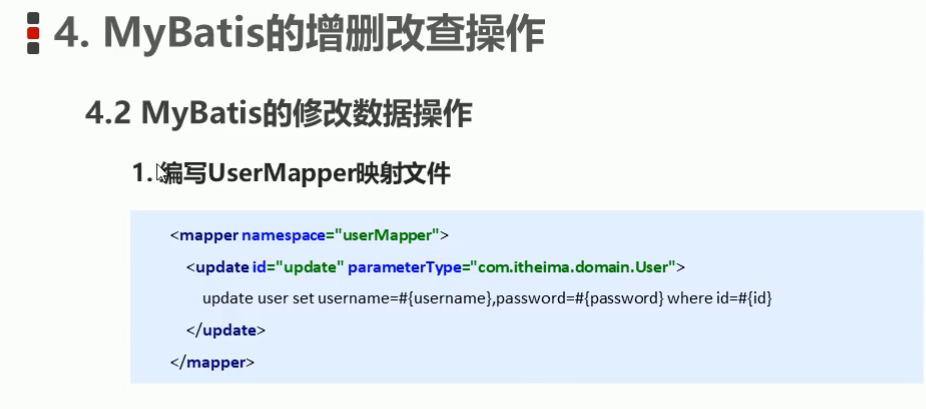 4. MyBatis的增删改查操作
4.2 MyBatis的修改数据操作
1. 编写UserMapper映射文件
<mapper namespace="userMapper">
<update id="update" parameterType="com.itheima.domain.User">
update user set username=#{username},password=#{password} where id=#{id}
</update>
</mapper>